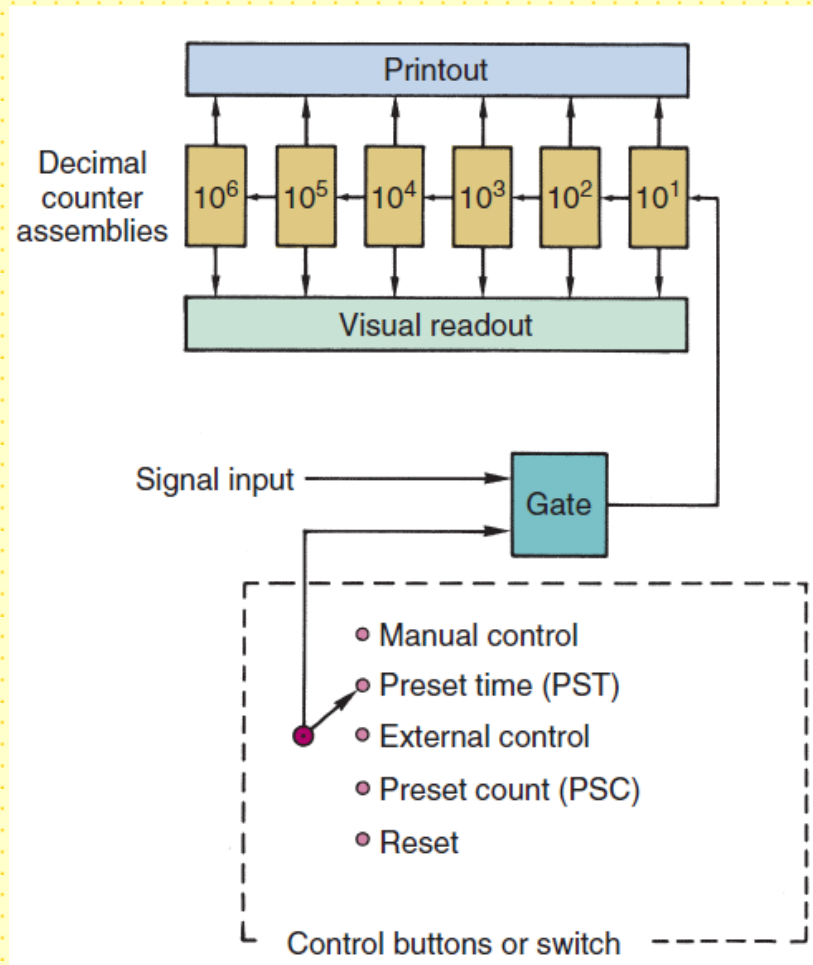 Printout
Decimal
counter
assemblies
10⁶ 10⁵ 10⁴ 10³ 10² 10¹
Visual readout
Signal input
Gate
Manual control
Preset time (PST)
External control
Preset count (PSC)
Reset
Control buttons or switch